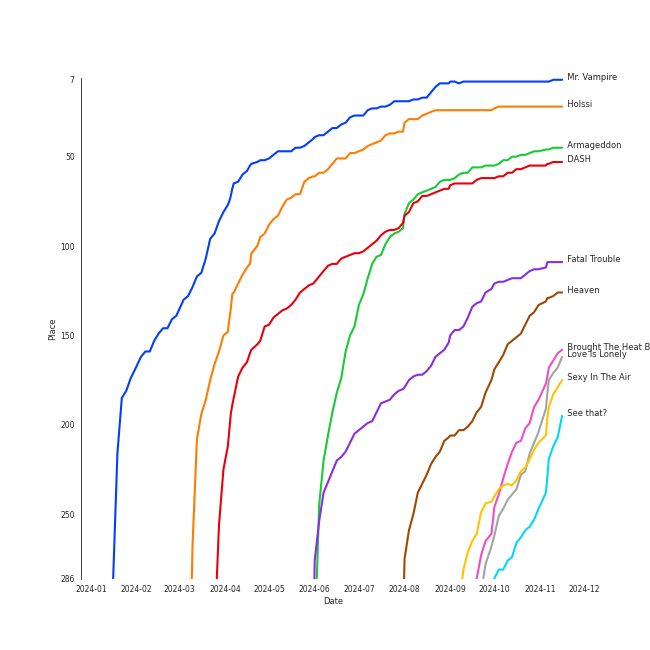 7
50
100
150
200
250
286
Place
2024-01
2024-02
2024-03
2024-04
2024-05
2024-06
2024-07
2024-08
2024-09
2024-10
2024-11
2024-12
Date
Mr. Vampire
Holssi
Armageddon
DASH
Fatal Trouble
Heaven
Brought The Heat B
Love Is Lonely
Sexy In The Air
See that?